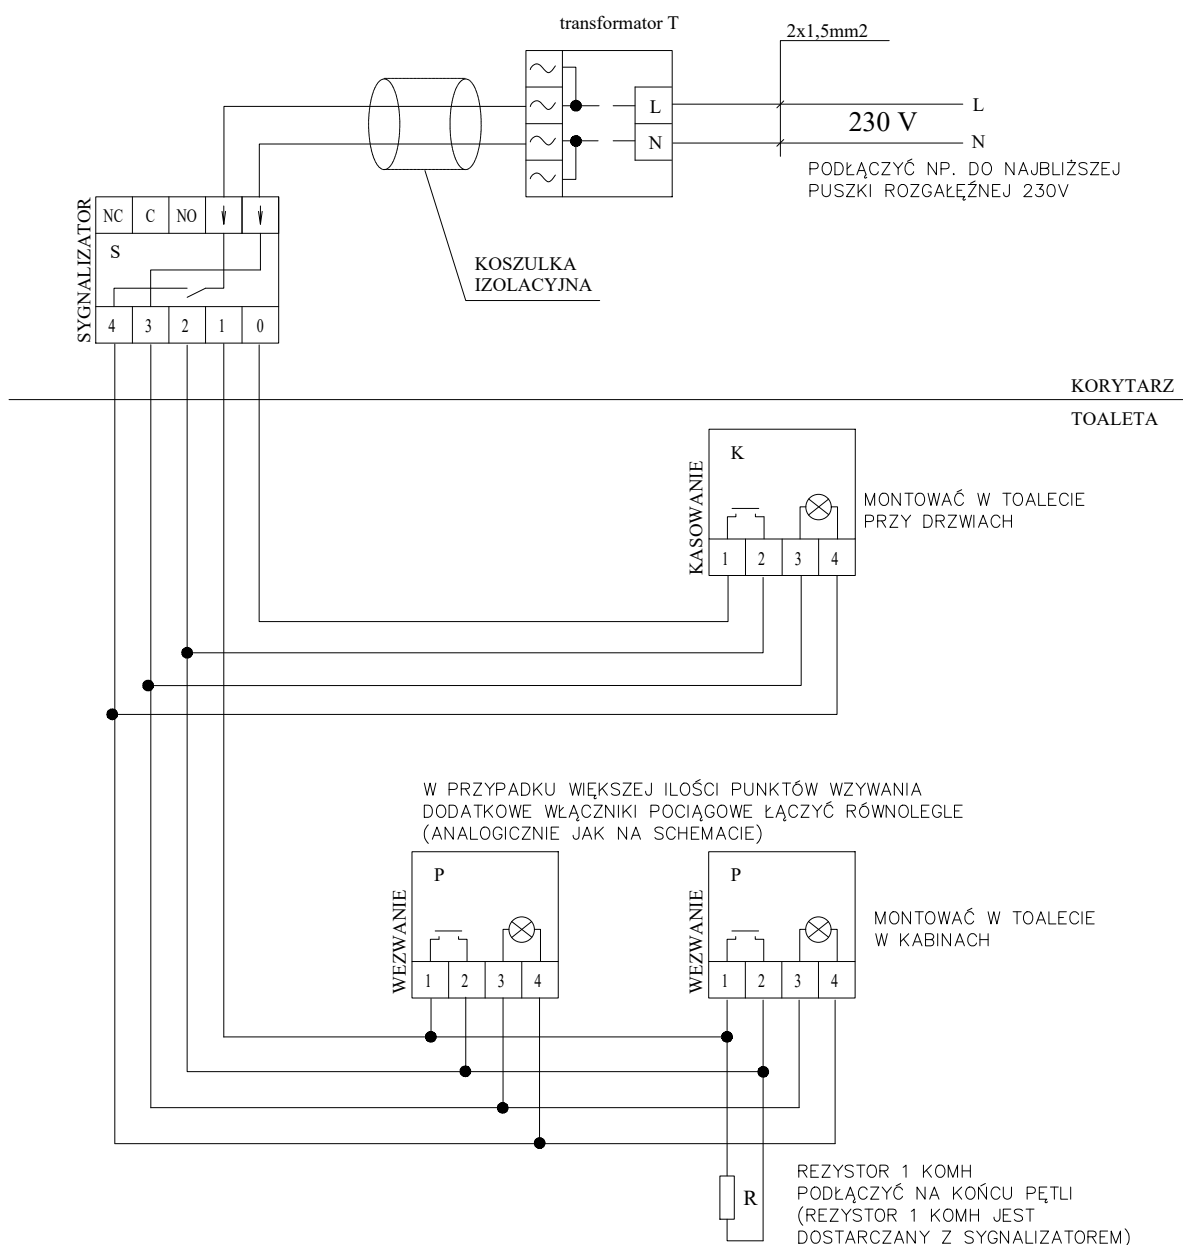 transformator T
2x1,5mm2
L
L
230 V
N
N
PODŁĄCZYĆ NP. DO NAJBLIŻSZEJ
PUSZKI ROZGAŁĘŹNEJ 230V
SYGNALIZATOR
NC C NO
S
4 3 2 1 0
KOSZULKA
IZOLACYJNA
KORYTARZ
TOALETA
KASOWANIE
K
1 2 3 4
MONTOWAĆ W TOALECIE
PRZY DRZWIACH
W PRZYPADKU WIĘKSZEJ ILOŚCI PUNKTÓW WZYWANIA
DODATKOWE WŁĄCZNIKI POCIĄGOWE ŁĄCZYĆ RÓWNOLEGLE
(ANALOGICZNIE JAK NA SCHEMACIE)
WEZWANIE
P
1 2 3 4
WEZWANIE
P
1 2 3 4
MONTOWAĆ W TOALECIE
W KABINACH
R
REZYSTOR 1 KOMH
PODŁĄCZYĆ NA KOŃCU PĘTLI
(REZYSTOR 1 KOMH JEST
DOSTARCZANY Z SYGNALIZATOREM)